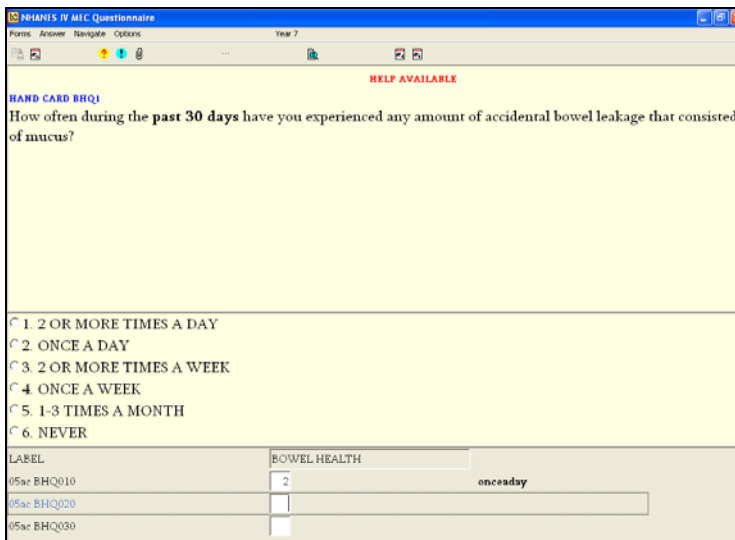 NHANES IV MEC Questionnaire
Forms Answer Navigate Options Year 7
HELP AVAILABLE
HAND CARD BHQ1
How often during the past 30 days have you experienced any amount of accidental bowel leakage that consisted
of mucus?
1. 2 OR MORE TIMES A DAY
2. ONCE A DAY
3. 2 OR MORE TIMES A WEEK
4. ONCE A WEEK
5. 1-3 TIMES A MONTH
6. NEVER
LABEL BOWEL HEALTH
05ac BHQ010 2 onceaday
05ac BHQ020
05ac BHQ030